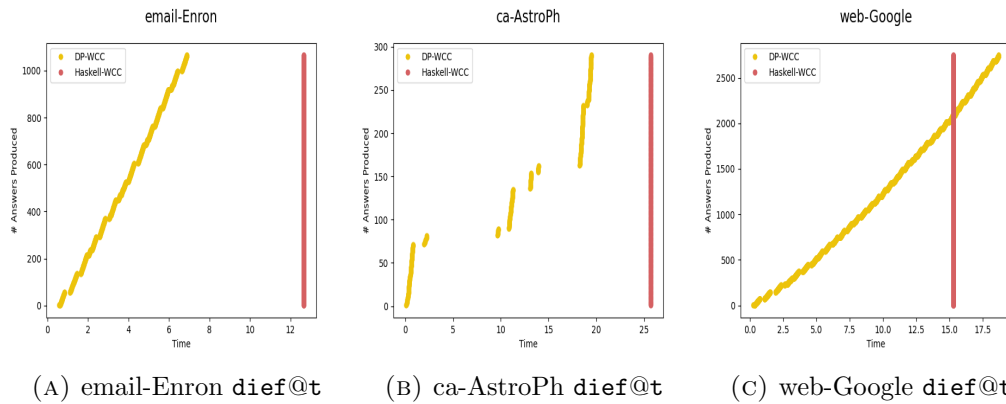 email-Enron
DP-WCC
Haskell-WCC
# Answers Produced
1000
800
600
400
200
0
0 2 4 6 8 10 12
Time
(A) email-Enron dief@t
ca-AstroPh
DP-WCC
Haskell-WCC
# Answers Produced
300
250
200
150
100
50
0
0 5 10 15 20 25
Time
(B) ca-AstroPh dief@t
web-Google
DP-WCC
Haskell-WCC
# Answers Produced
2500
2000
1500
1000
500
0
0.0 2.5 5.0 7.5 10.0 12.5 15.0 17.5
Time
(C) web-Google dief@t